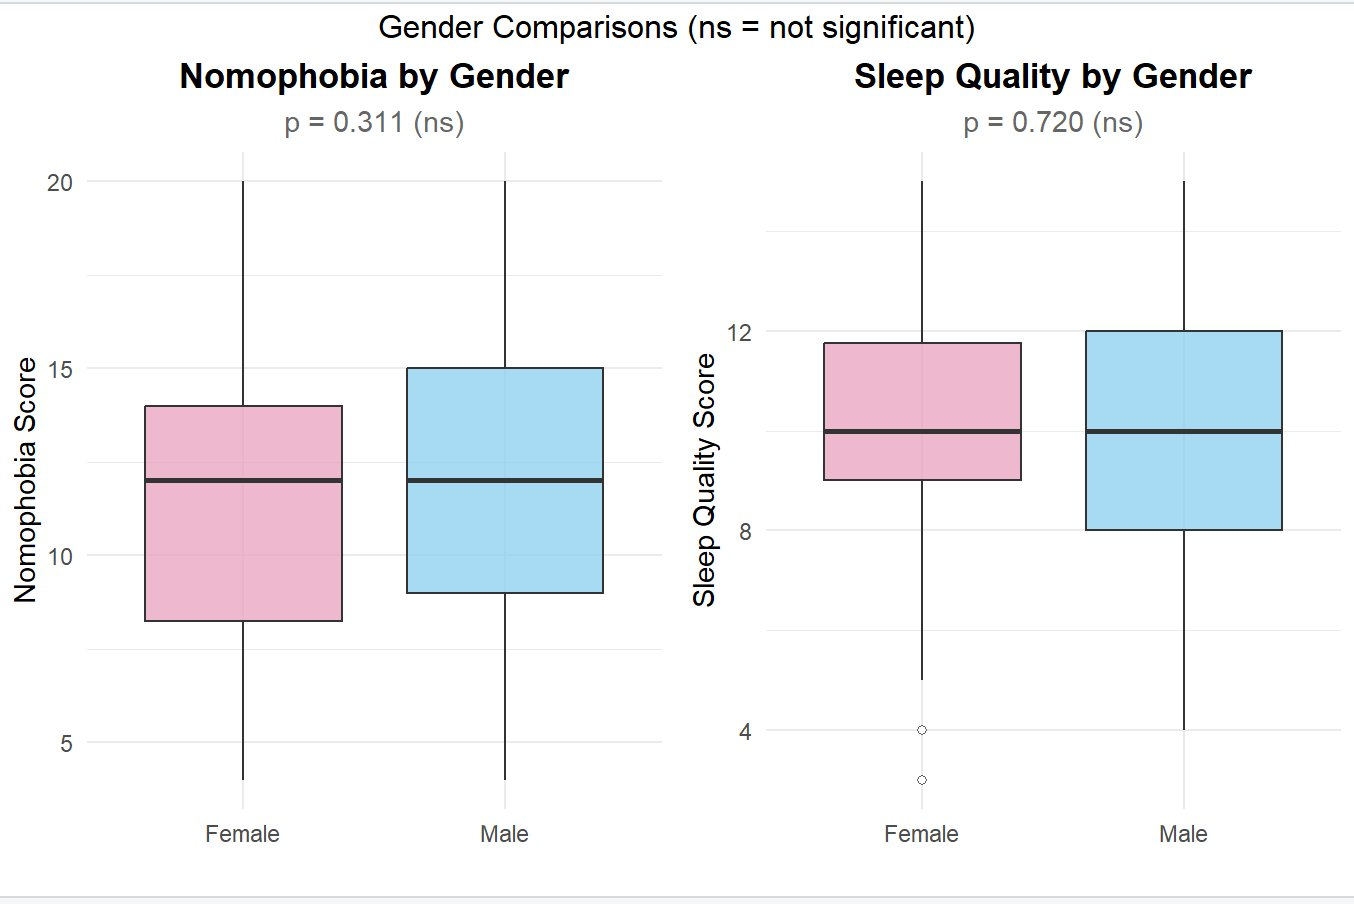 Gender Comparisons (ns = not significant)
Nomophobia by Gender
p = 0.311 (ns)
Nomophobia Score
20
15
10
5
Female Male
Sleep Quality by Gender
p = 0.720 (ns)
Sleep Quality Score
12
8
4
Female Male